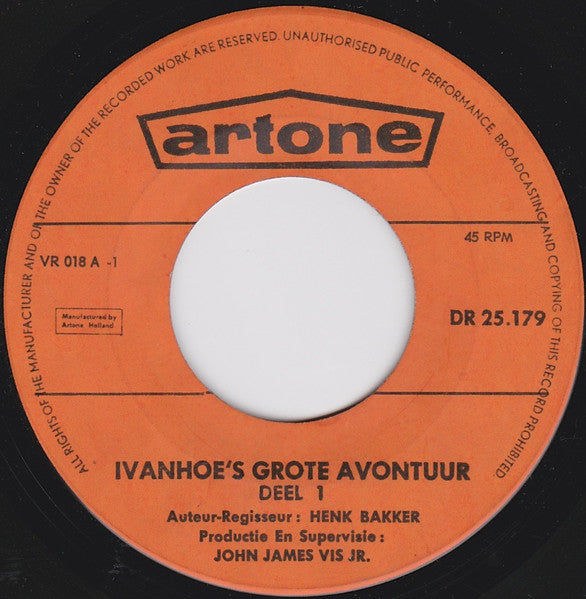 ALL RIGHTS OF THE MANUFACTURER AND OF THE OWNER OF THE RECORDED WORK ARE RESERVED. UNAUTHORISED PUBLIC PERFORMANCE, BROADCASTING AND COPYING OF THIS RECORD PROHIBITED
artone
45 RPM
VR 018 A -1
Manufactured by
Artone Holland
DR 25.179
IVANHOE'S GROTE AVONTUUR
DEEL 1
Auteur-Regisseur: HENK BAKKER
Productie En Supervisie:
JOHN JAMES VIS JR.